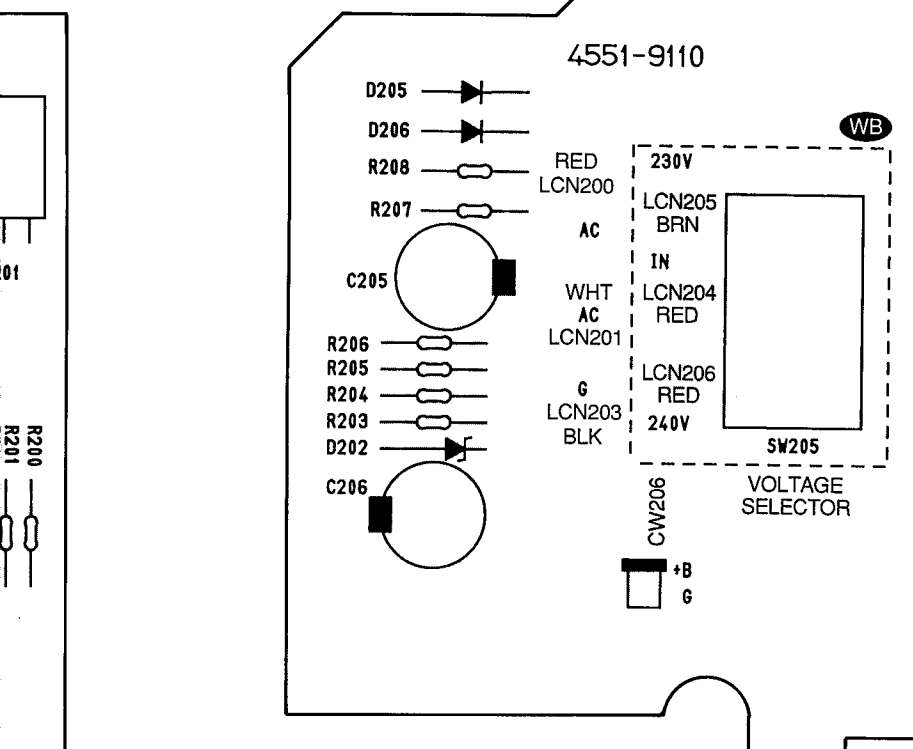 4551-9110
D205
WB
D206
230V
RED
LCN200
R208
LCN205
BRN
R207
AC
IN
C205
WHT
AC
LCN201
LCN204
RED
R206
R205
R204
R203
D202
G
LCN203
BLK
LCN206
RED
240V
SW205
C206
CW206
VOLTAGE
SELECTOR
+B
G
R201
R200